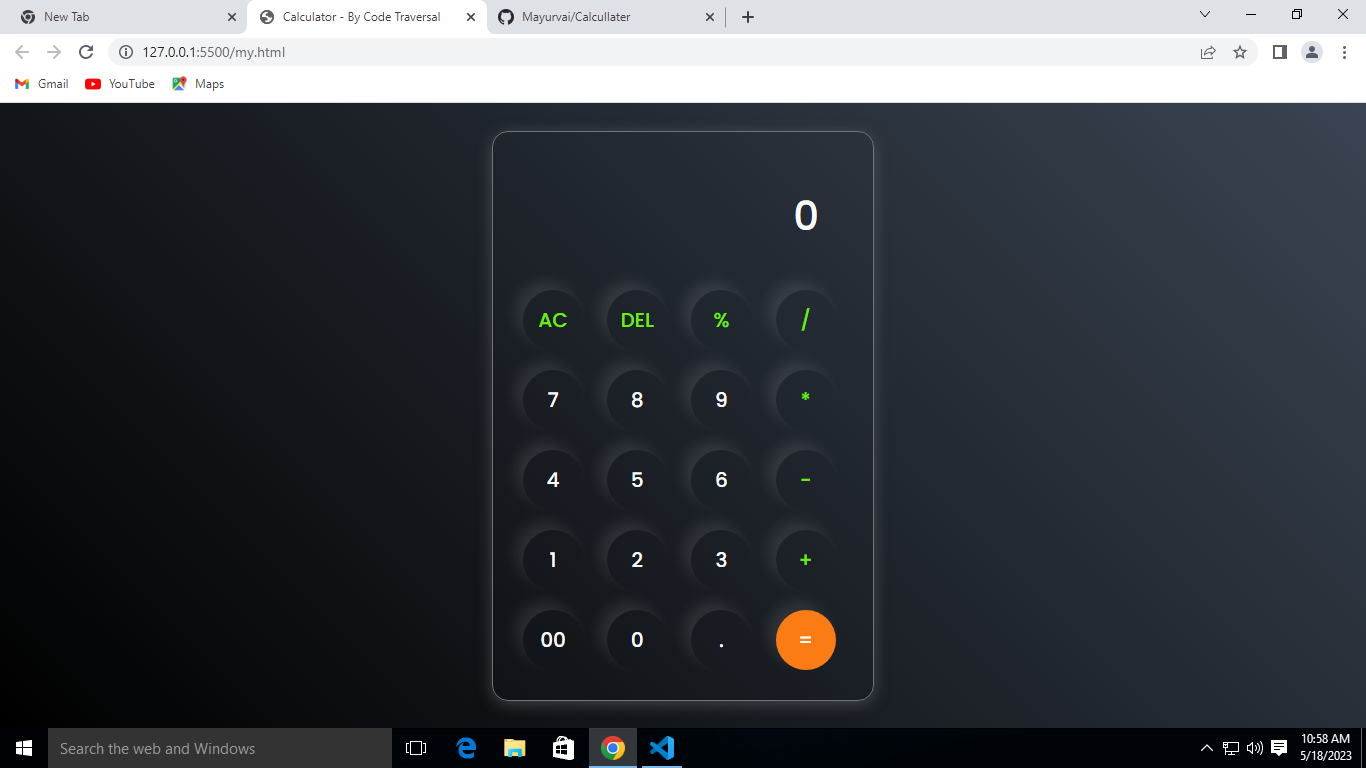 New Tab
Calculator - By Code Traversal
Mayurvai/Calcullater
127.0.0.1:5500/my.html
Gmail
YouTube
Maps
0
AC DEL % /
7 8 9 *
4 5 6 -
1 2 3 +
00 0 . =
Search the web and Windows
10:58 AM
5/18/2023